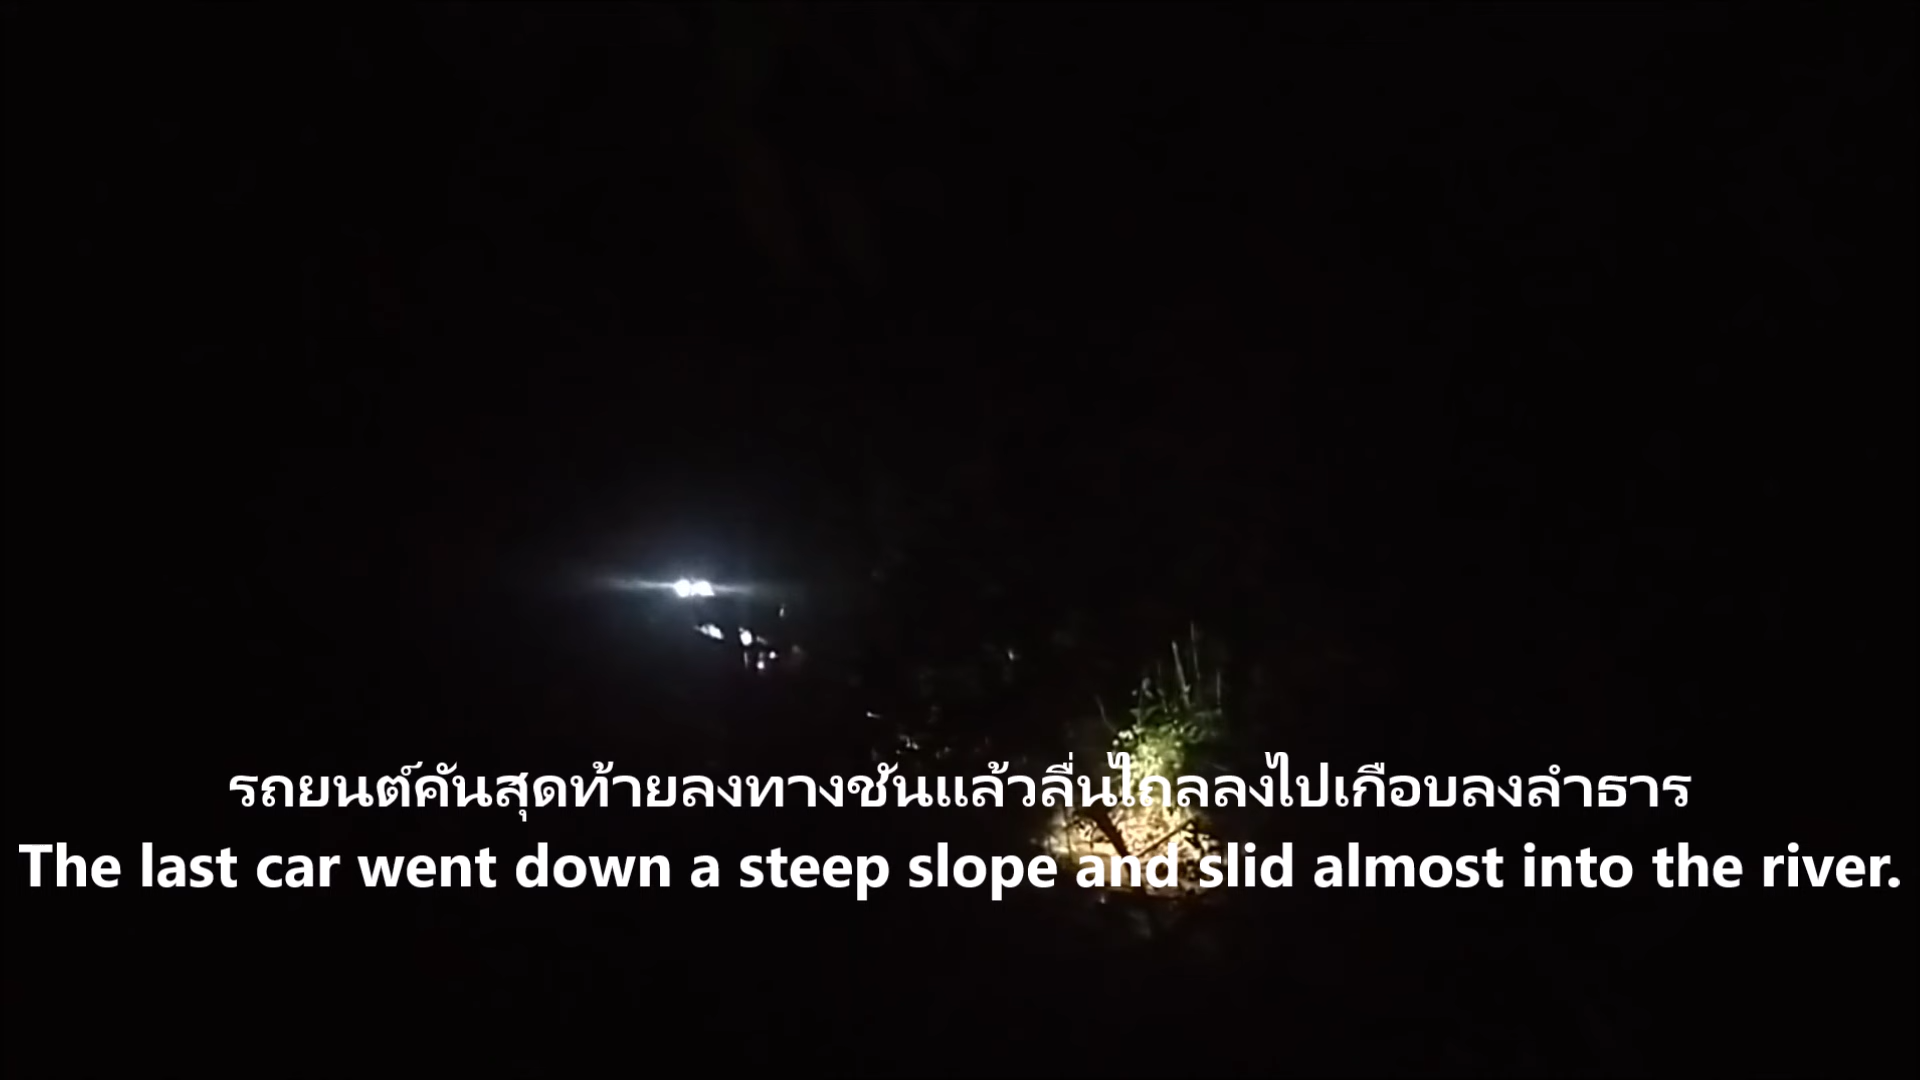 รถยนต์คันสุดท้ายลงทางชันแล้วลื่นไถลลงไปเกือบลงลำธาร
The last car went down a steep slope and slid almost into the river.